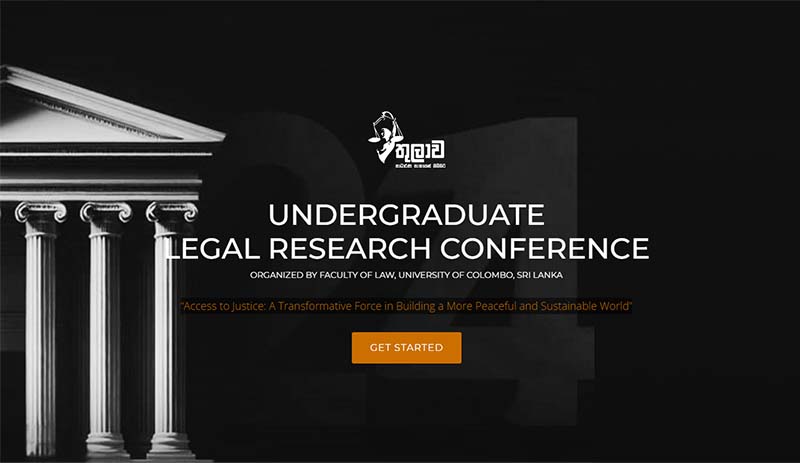 24
තුලාව
UNDERGRADUATE
LEGAL RESEARCH CONFERENCE
ORGANIZED BY FACULTY OF LAW, UNIVERSITY OF COLOMBO, SRI LANKA
"Access to Justice: A Transformative Force in Building a More Peaceful and Sustainable World"
GET STARTED